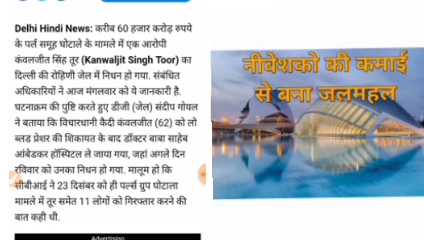 Delhi Hindi News: करीब 60 हजार करोड़ रुपये
के पर्ल समूह घोटाले के मामले में एक आरोपी
कंवलजीत सिंह तूर (Kanwaljit Singh Toor) का
दिल्ली की रोहिणी जेल में निधन हो गया. संबंधित
अधिकारियों ने आज मंगलवार को ये जानकारी है.
घटनाक्रम की पुष्टि करते हुए डीजी (जेल) संदीप गोयल
ने बताया कि विचाराधानी कैदी कंवलजीत (62) को लो
ब्लड प्रेशर की शिकायत के बाद डॉक्टर बाबा साहेब
आंबेडकर हॉस्पिटल ले जाया गया, जहां अगले दिन
रविवार को उनका निधन हो गया. मालूम हो कि
सीबीआई ने 23 दिसंबर को ही पर्ल्स ग्रुप घोटाला
मामले में तूर समेत 11 लोगों को गिरफ्तार करने की
बात कही थी.
Advertising
नीवेशको की कमाई
से बना जलमहल